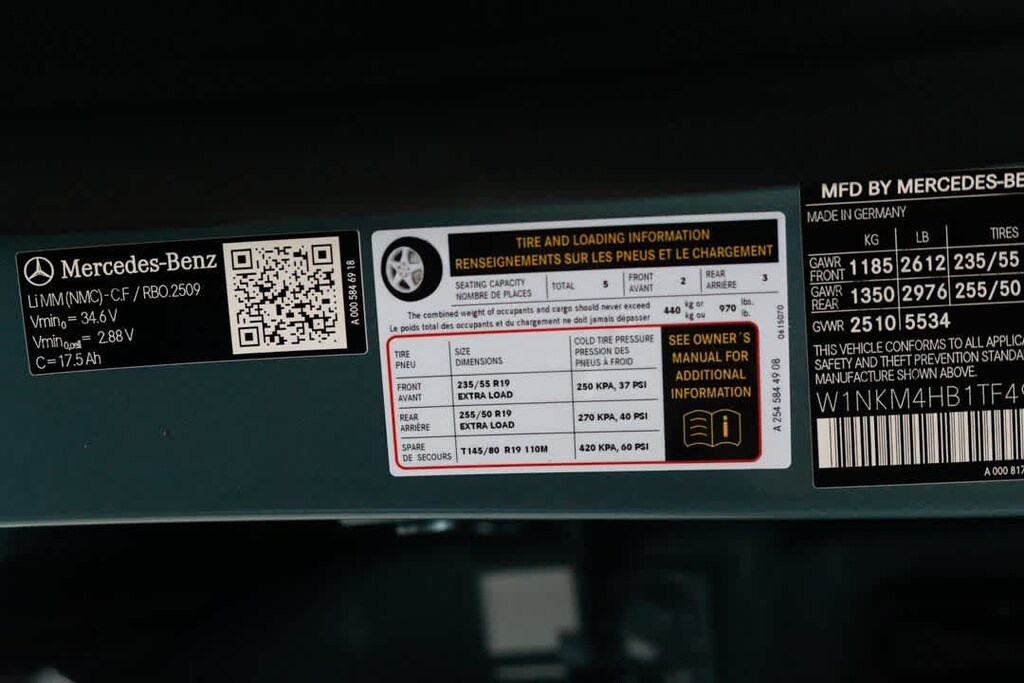 Mercedes-Benz
Li MM(NMC)-C.F / RBO.2509
Vmin₀ = 34.6 V
Vmin₀,cell = 2.88 V
C = 17.5 Ah
A 000 584 69 18
TIRE AND LOADING INFORMATION
RENSEIGNEMENTS SUR LES PNEUS ET LE CHARGEMENT
SEATING CAPACITY
NOMBRE DE PLACES
TOTAL 5
FRONT
AVANT
2
REAR
ARRIÈRE
3
The combined weight of occupants and cargo should never exceed
Le poids total des occupants et du chargement ne doit jamais dépasser
440 kg or
kg ou
970 lbs.
lb.
TIRE
PNEU
SIZE
DIMENSIONS
COLD TIRE PRESSURE
PRESSION DES
PNEUS À FROID
FRONT
AVANT
235/55 R19
EXTRA LOAD
250 KPA, 37 PSI
REAR
ARRIÈRE
255/50 R19
EXTRA LOAD
270 KPA, 40 PSI
SPARE
DE SECOURS
T145/80 R19 110M
420 KPA, 60 PSI
SEE OWNER´S
MANUAL FOR
ADDITIONAL
INFORMATION
0615070
A 254 584 49 08
MFD BY MERCEDES-BE
MADE IN GERMANY
KG LB TIRES
GAWR
FRONT
1185 2612 235/55
GAWR
REAR
1350 2976 255/50
GVWR 2510 5534
THIS VEHICLE CONFORMS TO ALL APPLICA
SAFETY AND THEFT PREVENTION STANDA
MANUFACTURE SHOWN ABOVE.
W1NKM4HB1TF4
A 000 817